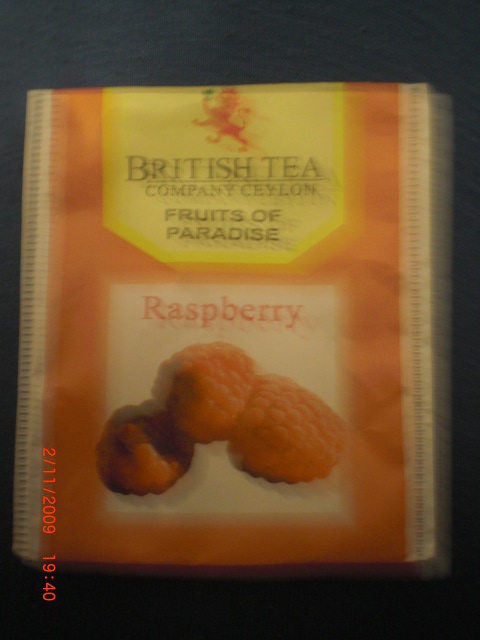 BRITISH TEA
COMPANY CEYLON
FRUITS OF
PARADISE
Raspberry
2/11/2009 19:40